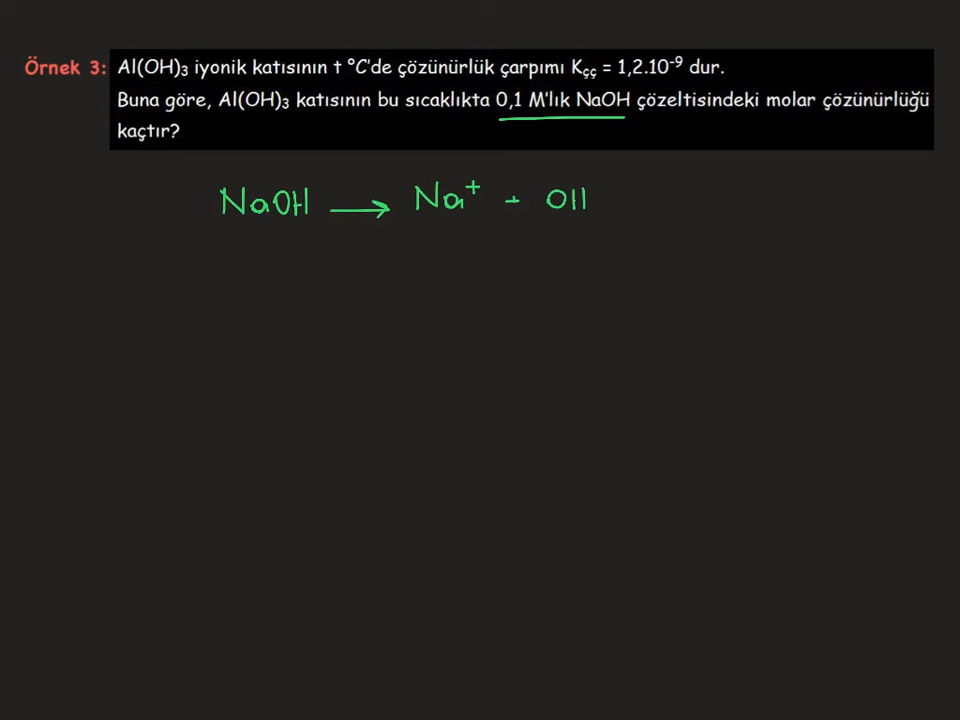 Örnek 3: Al(OH)₃ iyonik katısının t °C'de çözünürlük çarpımı Kçç = 1,2.10⁻⁹ dur.
Buna göre, Al(OH)₃ katısının bu sıcaklıkta 0,1 M'lık NaOH çözeltisindeki molar çözünürlüğü
kaçtır?
NaOH → Na⁺ + OH